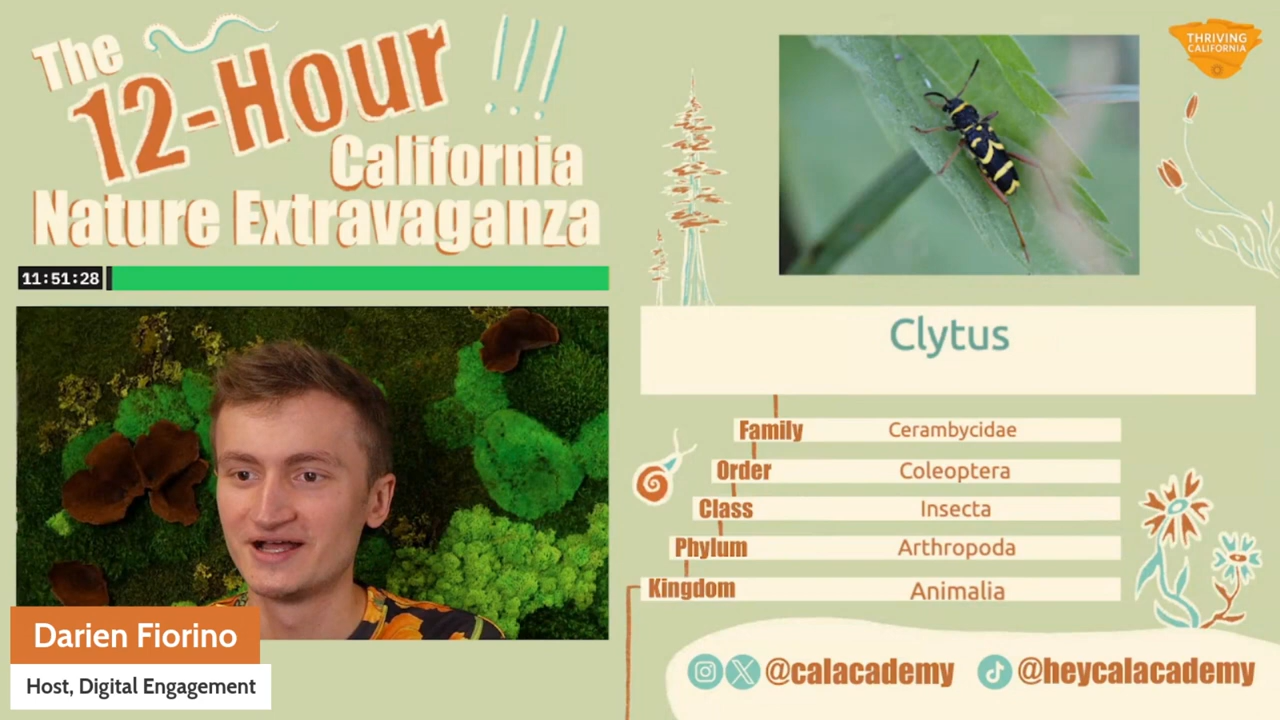 The
12-Hour !!!
California
Nature Extravaganza
11:51:28
Darien Fiorino
Host, Digital Engagement
THRIVING
CALIFORNIA
Clytus
Family Cerambycidae
Order Coleoptera
Class Insecta
Phylum Arthropoda
Kingdom Animalia
@calacademy @heycalacademy